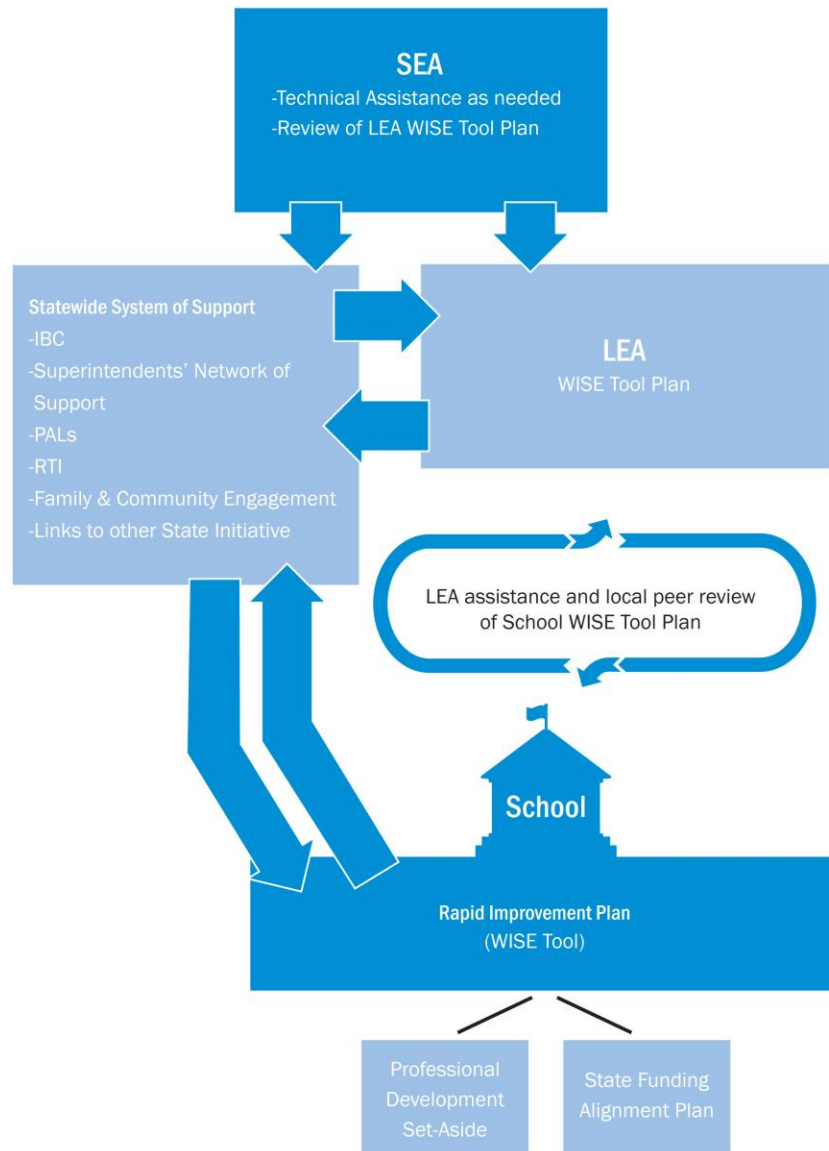 SEA
-Technical Assistance as needed
-Review of LEA WISE Tool Plan
Statewide System of Support
-IBC
-Superintendents’ Network of
Support
-PALs
-RTI
-Family & Community Engagement
-Links to other State Initiative
LEA
WISE Tool Plan
LEA assistance and local peer review
of School WISE Tool Plan
School
Rapid Improvement Plan
(WISE Tool)
Professional
Development
Set-Aside
State Funding
Alignment Plan